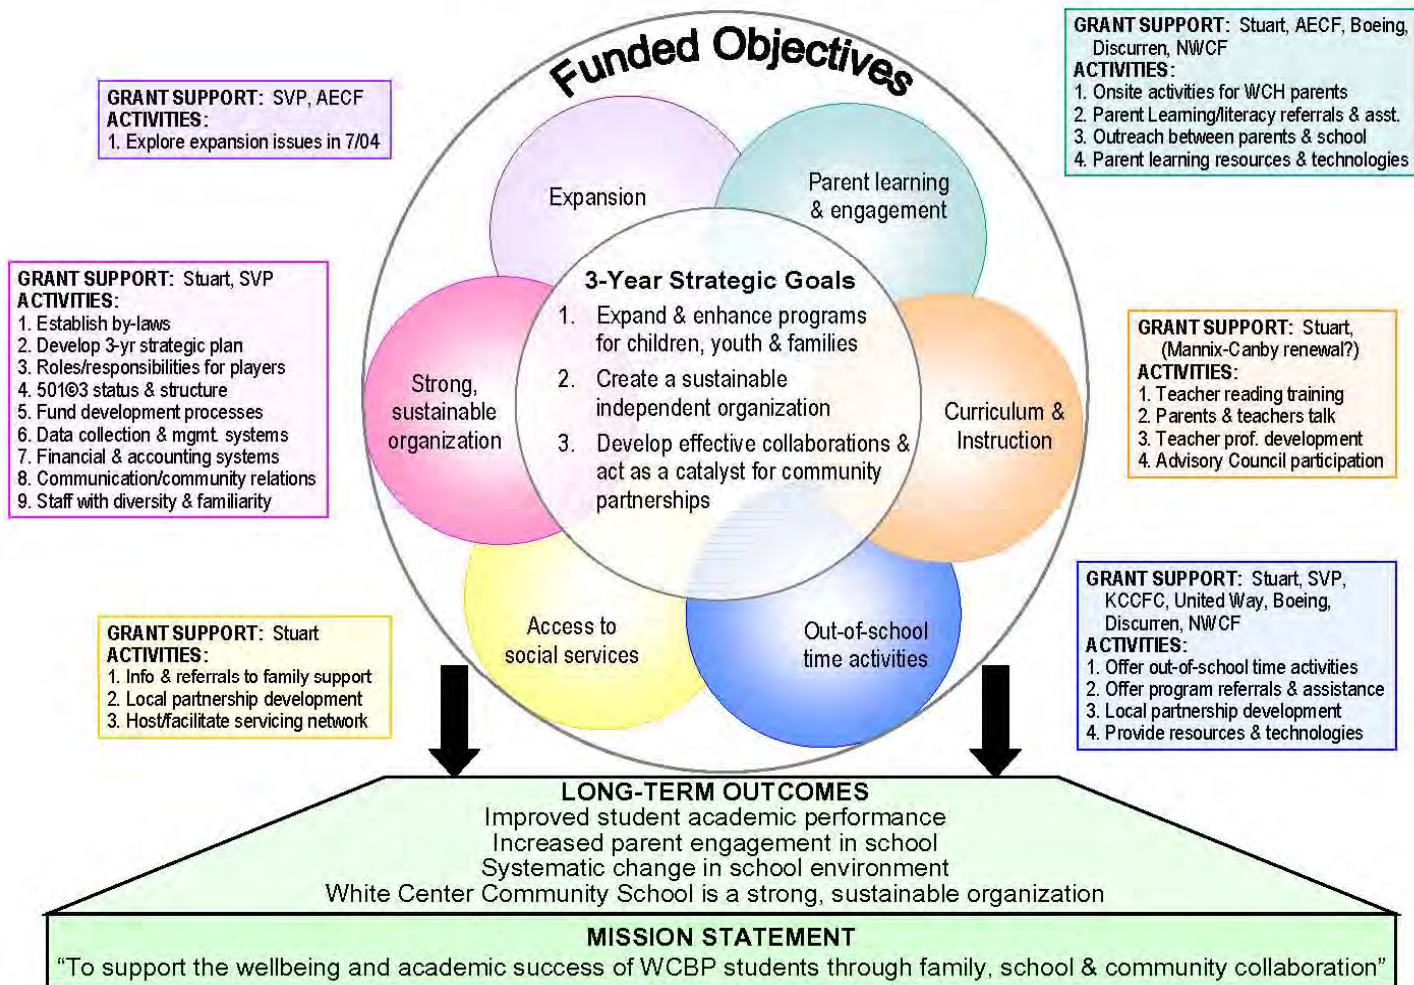 Funded Objectives
GRANT SUPPORT: SVP, AECF
ACTIVITIES:
1. Explore expansion issues in 7/04
GRANT SUPPORT: Stuart, AECF, Boeing,
Discurren, NWCF
ACTIVITIES:
1. Onsite activities for WCH parents
2. Parent Learning/literacy referrals & asst.
3. Outreach between parents & school
4. Parent learning resources & technologies
Expansion
Parent learning
& engagement
GRANT SUPPORT: Stuart, SVP
ACTIVITIES:
1. Establish by-laws
2. Develop 3-yr strategic plan
3. Roles/responsibilities for players
4. 501©3 status & structure
5. Fund development processes
6. Data collection & mgmt. systems
7. Financial & accounting systems
8. Communication/community relations
9. Staff with diversity & familiarity
Strong,
sustainable
organization
3-Year Strategic Goals
1. Expand & enhance programs
for children, youth & families
2. Create a sustainable
independent organization
3. Develop effective collaborations &
act as a catalyst for community
partnerships
Curriculum &
Instruction
GRANT SUPPORT: Stuart,
(Mannix-Canby renewal?)
ACTIVITIES:
1. Teacher reading training
2. Parents & teachers talk
3. Teacher prof. development
4. Advisory Council participation
GRANT SUPPORT: Stuart
ACTIVITIES:
1. Info & referrals to family support
2. Local partnership development
3. Host/facilitate servicing network
Access to
social services
Out-of-school
time activities
GRANT SUPPORT: Stuart, SVP,
KCCFC, United Way, Boeing,
Discurren, NWCF
ACTIVITIES:
1. Offer out-of-school time activities
2. Offer program referrals & assistance
3. Local partnership development
4. Provide resources & technologies
LONG-TERM OUTCOMES
Improved student academic performance
Increased parent engagement in school
Systematic change in school environment
White Center Community School is a strong, sustainable organization
MISSION STATEMENT
“To support the wellbeing and academic success of WCBP students through family, school & community collaboration”